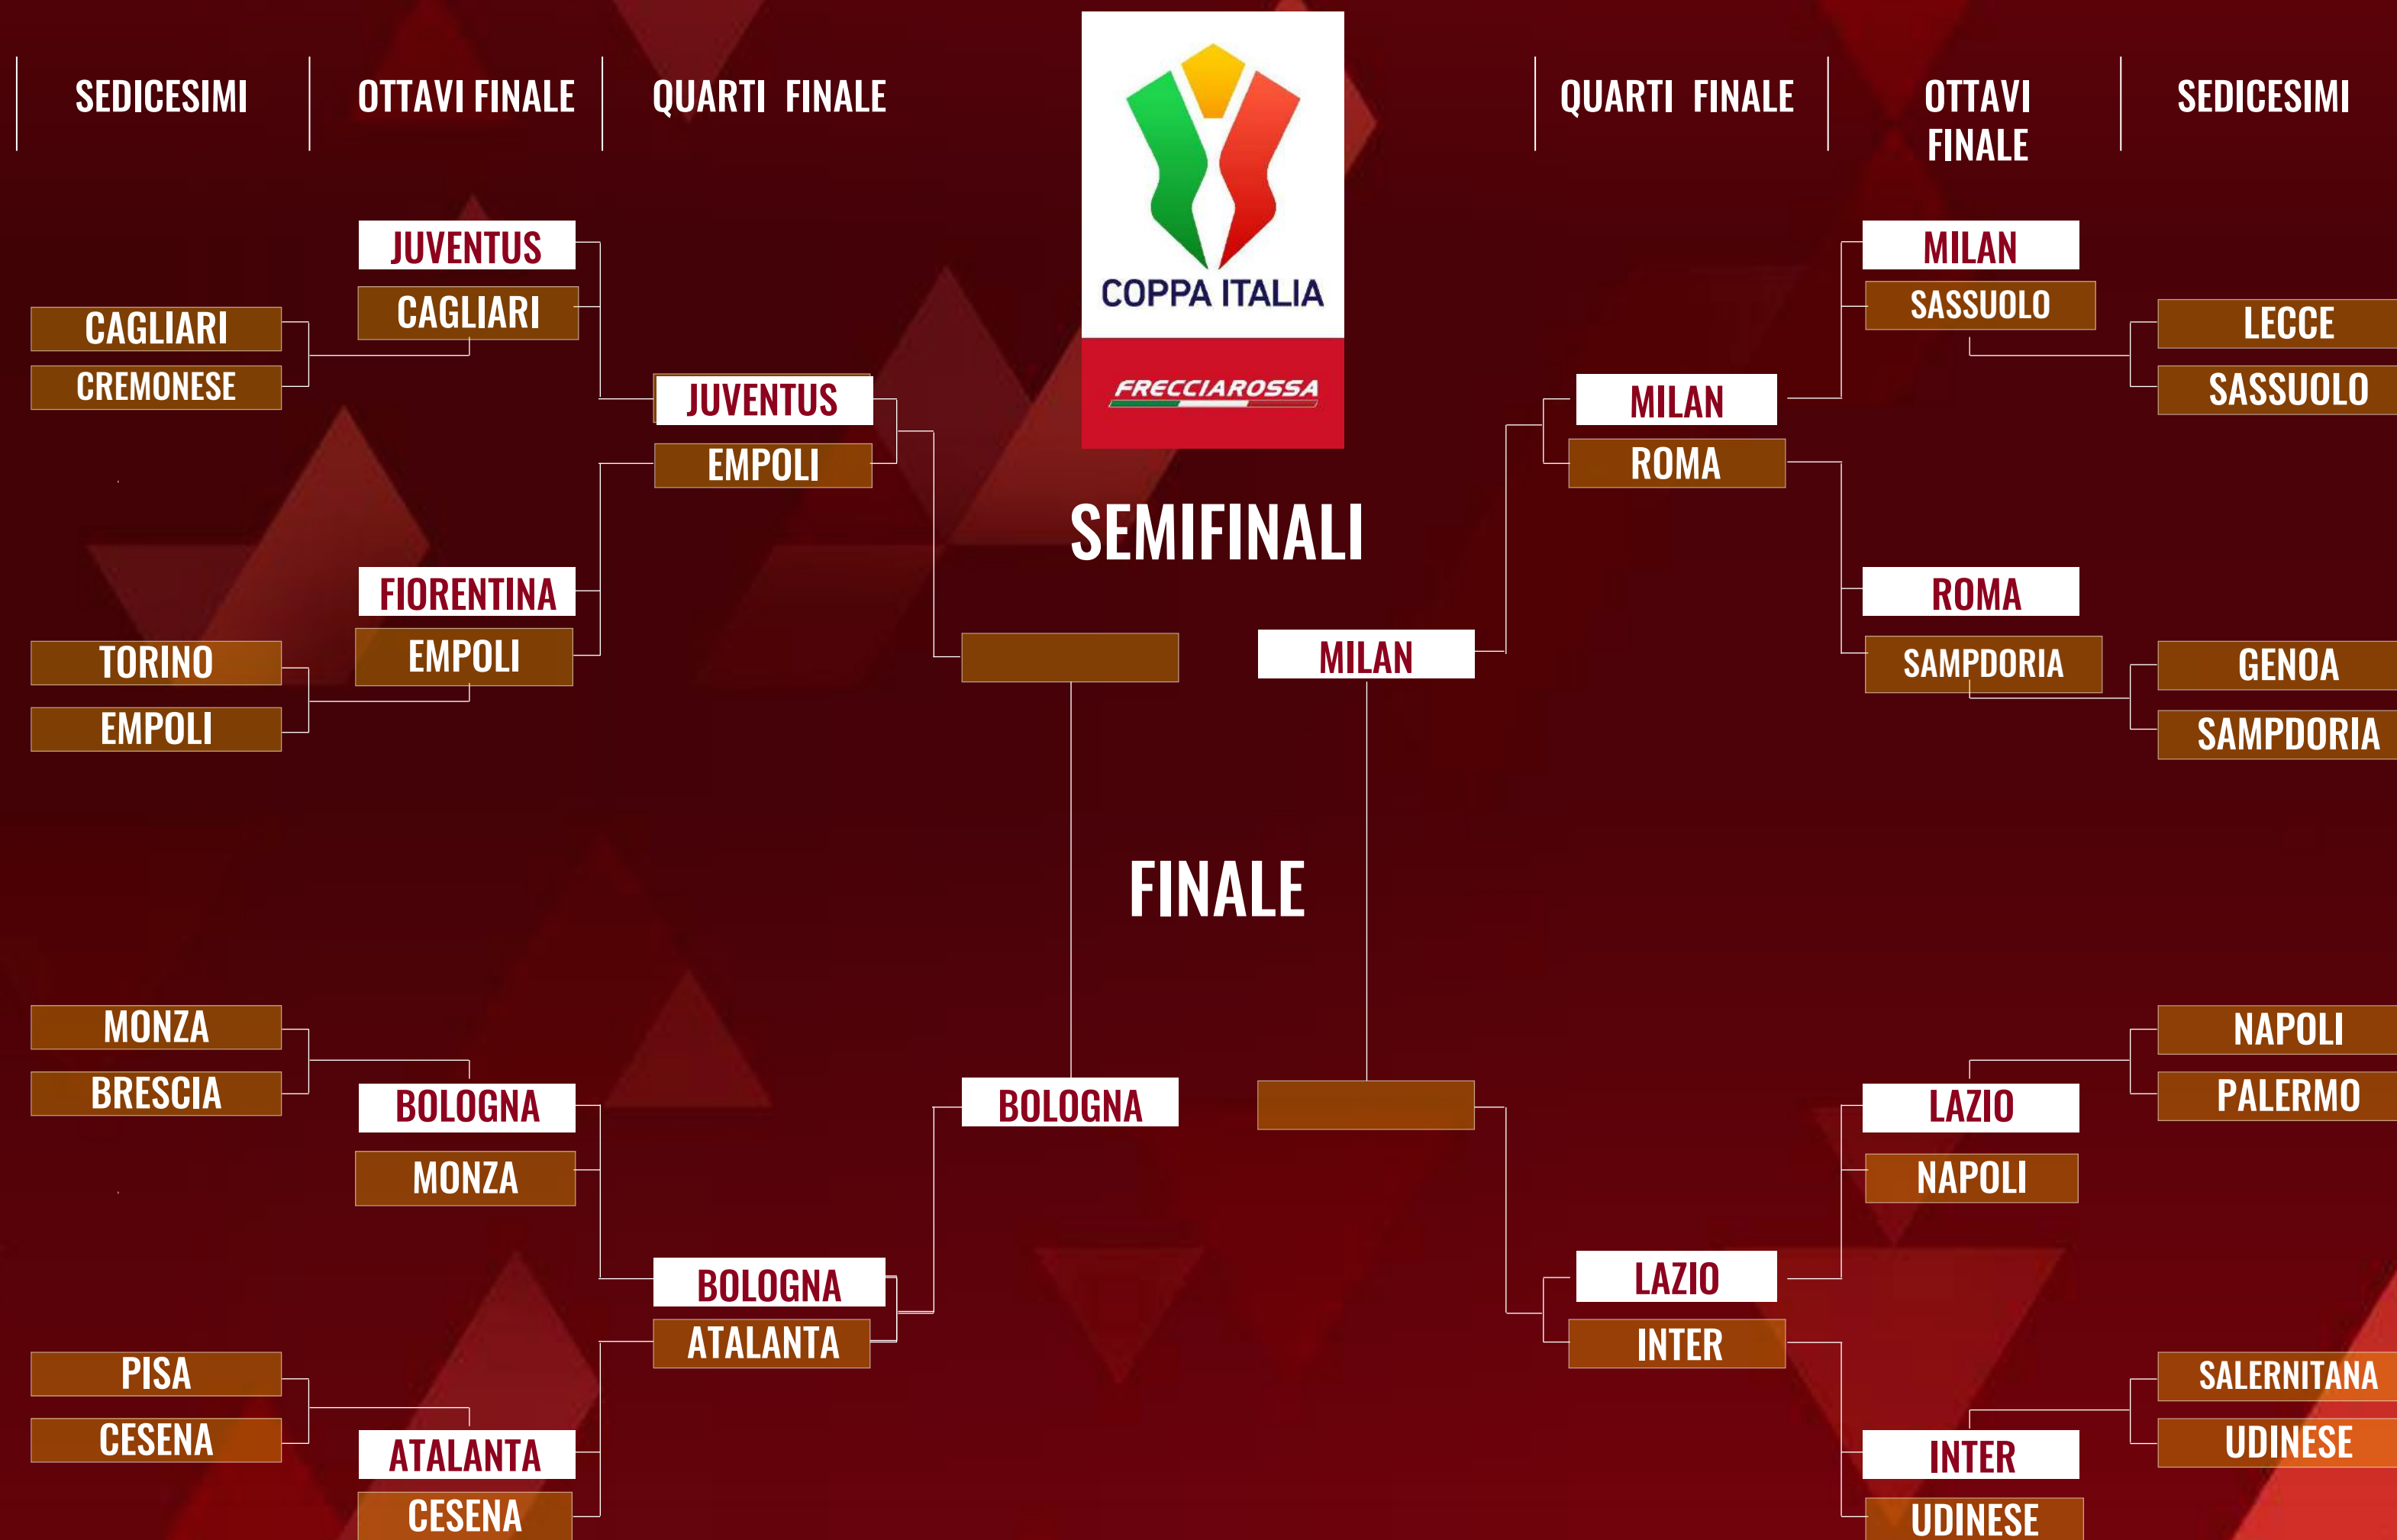 SEDICESIMI
OTTAVI FINALE
QUARTI FINALE
COPPA ITALIA
FRECCIAROSSA
QUARTI FINALE
OTTAVI
FINALE
SEDICESIMI
JUVENTUS
CAGLIARI
CAGLIARI
CREMONESE
JUVENTUS
EMPOLI
FIORENTINA
EMPOLI
TORINO
EMPOLI
SEMIFINALI
MILAN
SASSUOLO
LECCE
SASSUOLO
MILAN
ROMA
ROMA
SAMPDORIA
GENOA
SAMPDORIA
MILAN
FINALE
MONZA
BRESCIA
BOLOGNA
MONZA
BOLOGNA
ATALANTA
PISA
CESENA
ATALANTA
CESENA
BOLOGNA
NAPOLI
PALERMO
LAZIO
NAPOLI
LAZIO
INTER
SALERNITANA
UDINESE
INTER
UDINESE